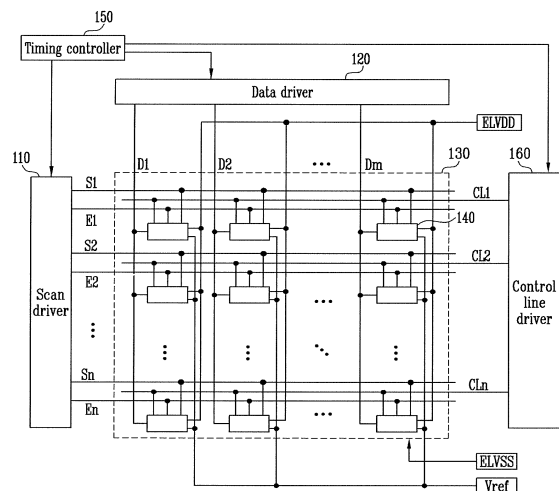 150
Timing controller
120
Data driver
ELVDD
110
D1
D2
...
Dm
130
160
S1
CL1
E1
140
S2
CL2
E2
Scan
driver
Control
line driver
Sn
CLn
En
ELVSS
Vref